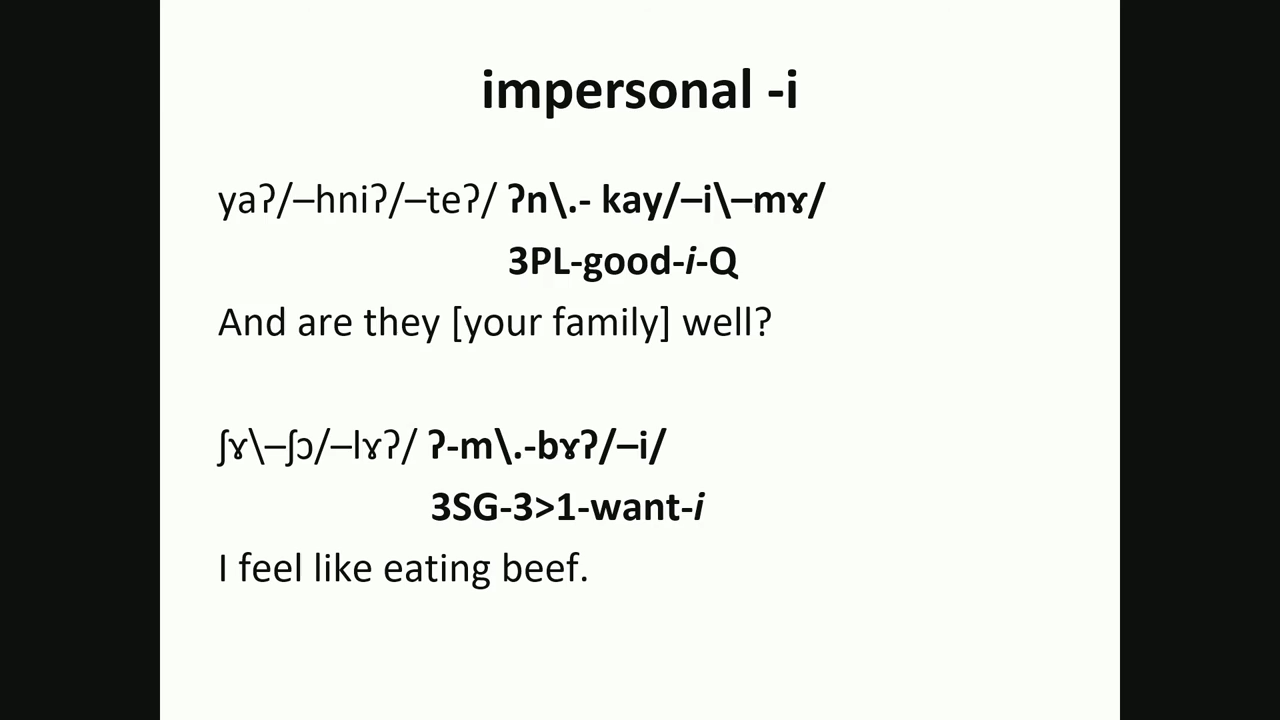 impersonal -i
yaʔ/–hniʔ/–teʔ/ ʔn\.- kay/–i\–mɤ/
3PL-good-i-Q
And are they [your family] well?
ʃɤ\–ʃɔ/–lɤʔ/ ʔ-m\.-bɤʔ/–i/
3SG-3>1-want-i
I feel like eating beef.